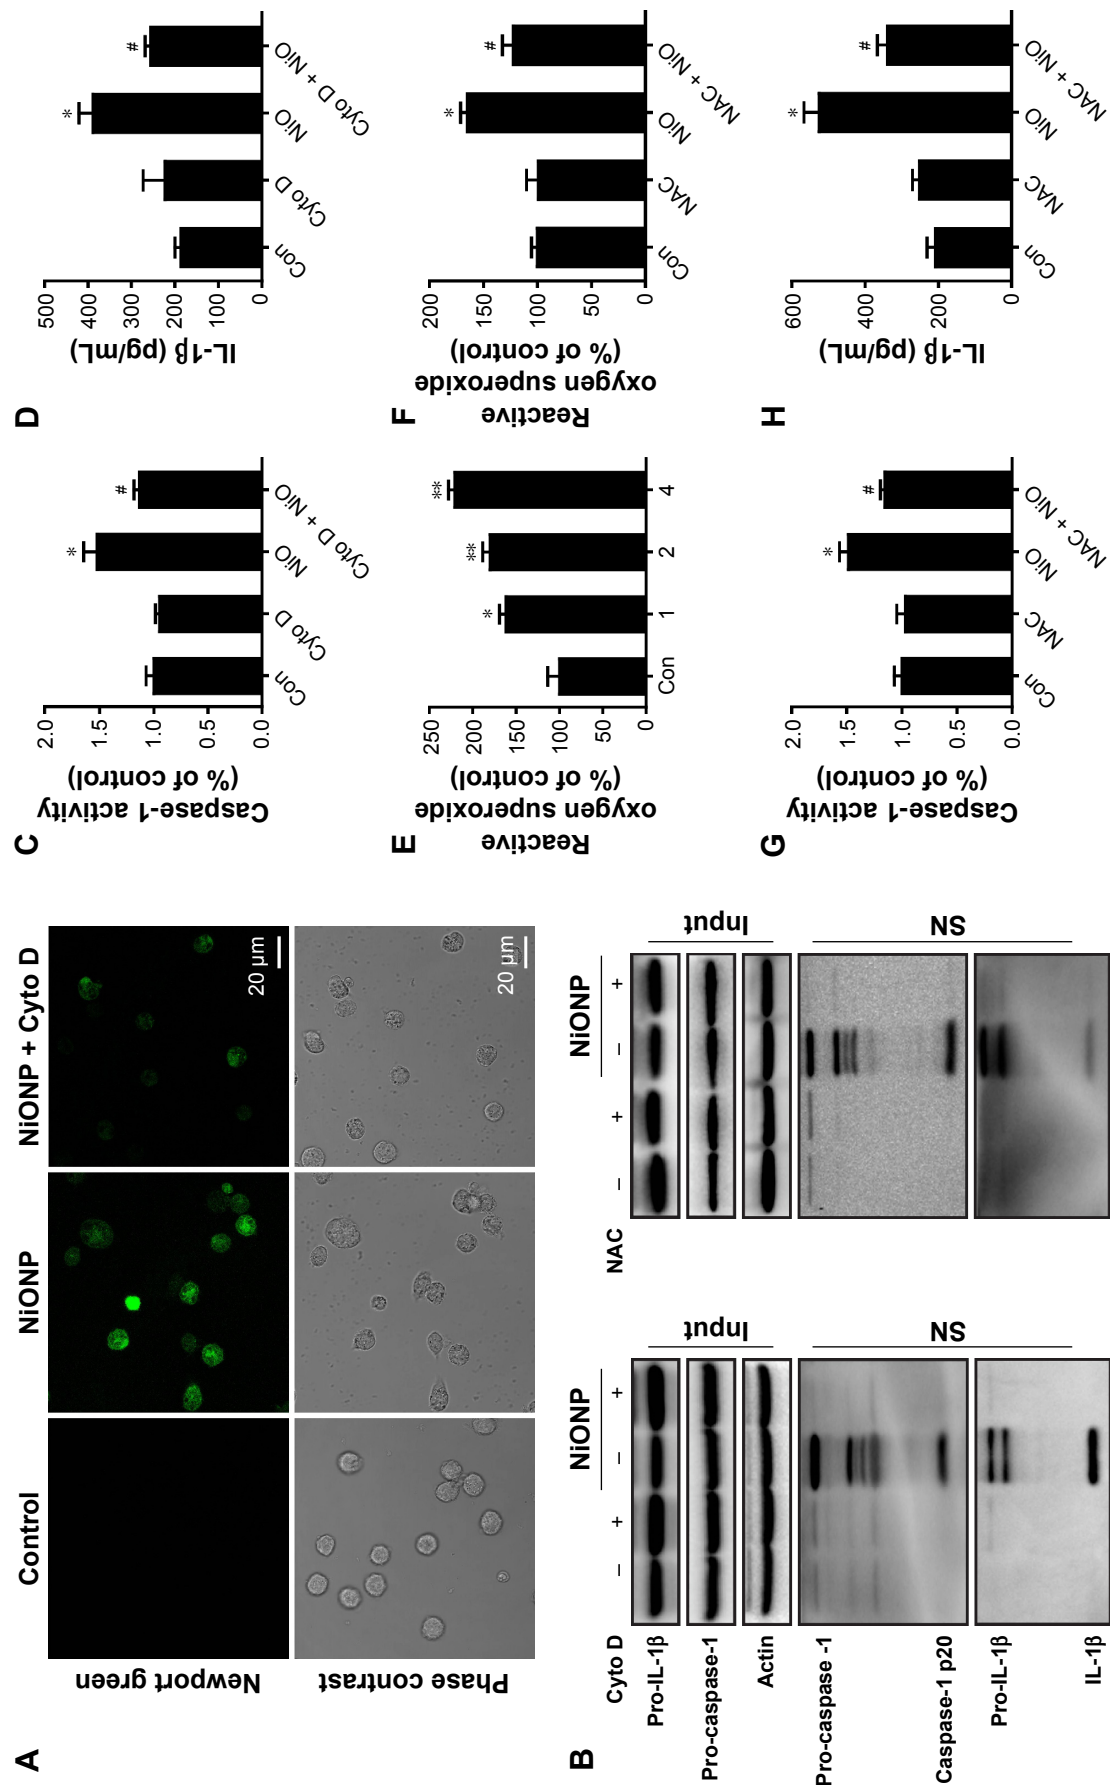 A
Control
NiONP
NiONP + Cyto D
Newport green
20 µm
Phase contrast
20 µm
B
Cyto D
–
+
–
+
NiONP
Pro-IL-1β
Pro-caspase-1
Actin
Input
Pro-caspase -1
Caspase-1 p20
Pro-IL-1β
IL-1β
SN
NAC
–
+
–
+
NiONP
Input
SN
C
Caspase-1 activity
(% of control)
2.0
1.5
1.0
0.5
0.0
*
#
Con
Cyto D
NiO
Cyto D + NiO
D
IL-1β (pg/mL)
500
400
300
200
100
0
*
#
Con
Cyto D
NiO
Cyto D + NiO
E
Reactive
oxygen superoxide
(% of control)
250
200
150
100
50
0
*
**
**
Con
1
2
4
F
Reactive
oxygen superoxide
(% of control)
200
150
100
50
0
*
#
Con
NAC
NiO
NAC + NiO
G
Caspase-1 activity
(% of control)
2.0
1.5
1.0
0.5
0.0
*
#
Con
NAC
NiO
NAC + NiO
H
IL-1β (pg/mL)
600
400
200
0
*
#
Con
NAC
NiO
NAC + NiO